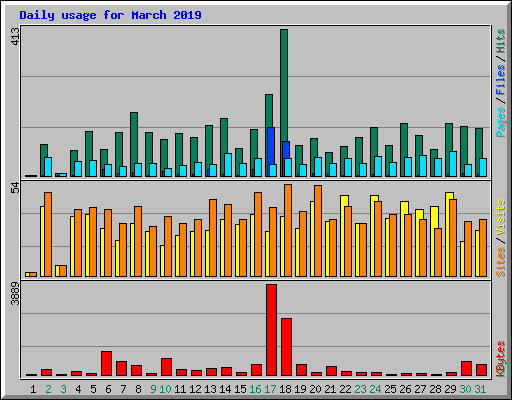 Daily usage for March 2019
413
Pages / Files / Hits
54
Sites / Visits
3889
KBytes
1 2 3 4 5 6 7 8 9 10 11 12 13 14 15 16 17 18 19 20 21 22 23 24 25 26 27 28 29 30 31